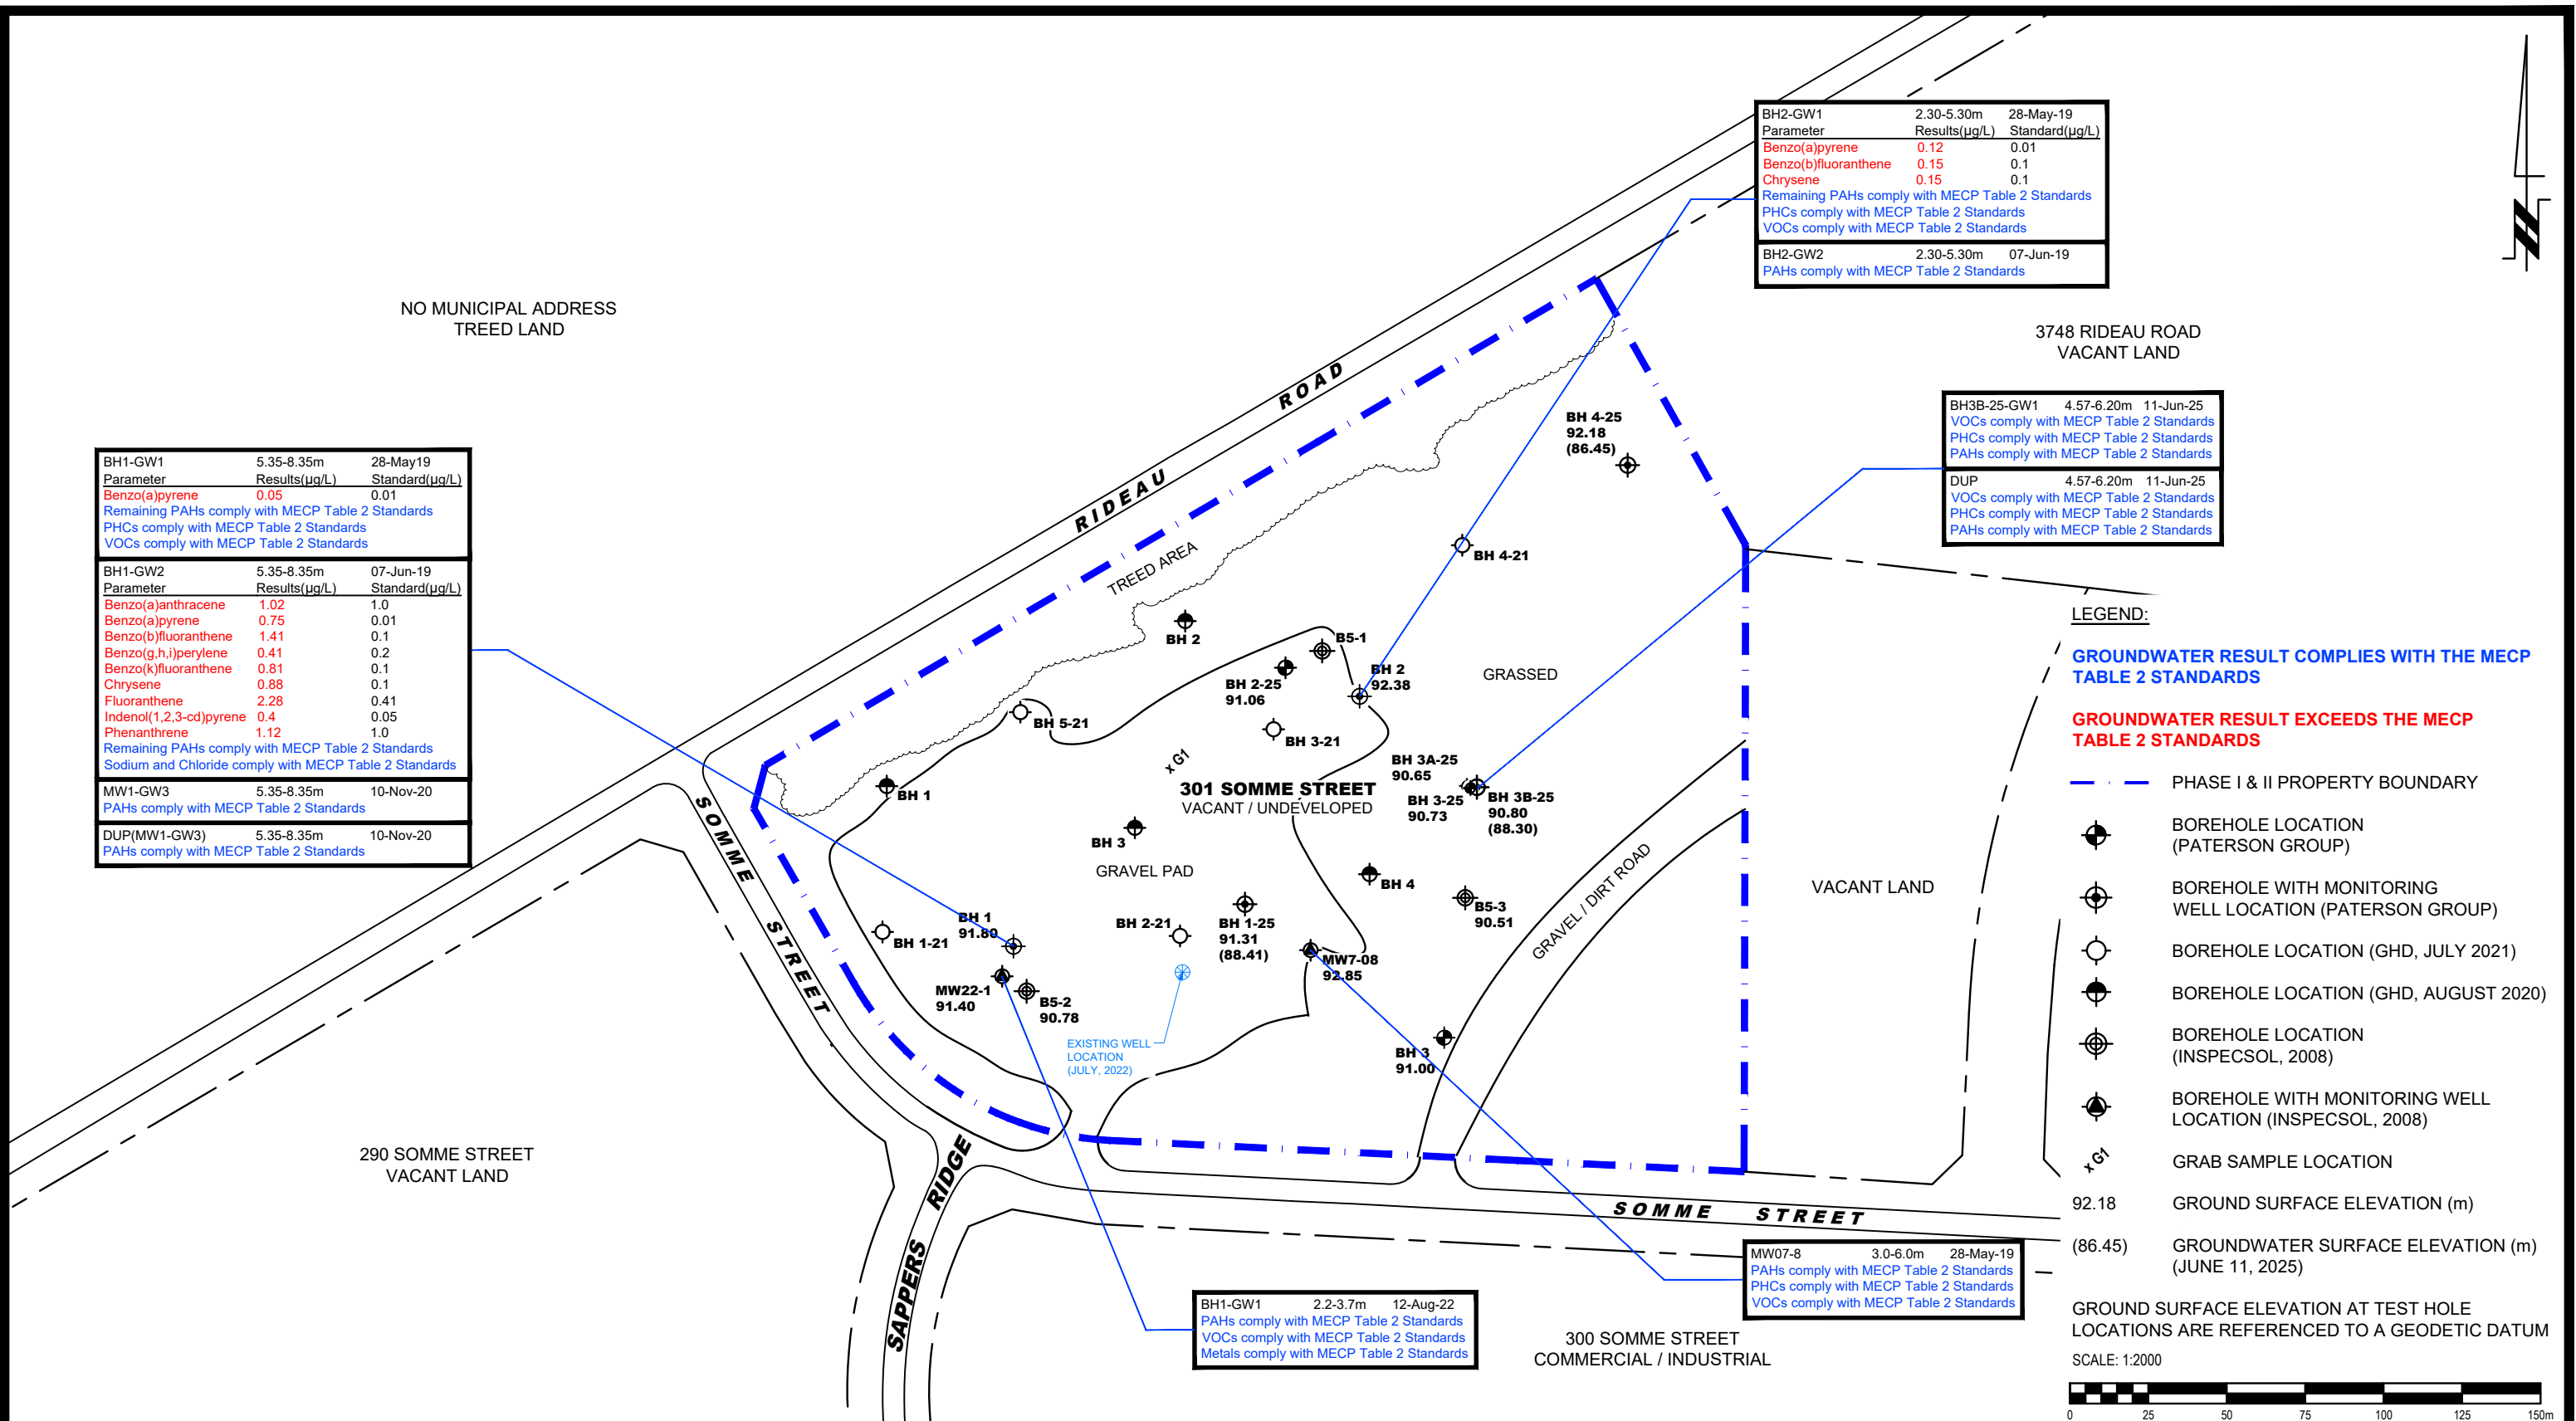 BH2-GW1 2.30-5.30m 28-May-19
Parameter Results(µg/L) Standard(µg/L)
Benzo(a)pyrene 0.12 0.01
Benzo(b)fluoranthene 0.15 0.1
Chrysene 0.15 0.1
Remaining PAHs comply with MECP Table 2 Standards
PHCs comply with MECP Table 2 Standards
VOCs comply with MECP Table 2 Standards
BH2-GW2 2.30-5.30m 07-Jun-19
PAHs comply with MECP Table 2 Standards
NO MUNICIPAL ADDRESS
TREED LAND
3748 RIDEAU ROAD
VACANT LAND
BH3B-25-GW1 4.57-6.20m 11-Jun-25
VOCs comply with MECP Table 2 Standards
PHCs comply with MECP Table 2 Standards
PAHs comply with MECP Table 2 Standards
DUP 4.57-6.20m 11-Jun-25
VOCs comply with MECP Table 2 Standards
PHCs comply with MECP Table 2 Standards
PAHs comply with MECP Table 2 Standards
BH1-GW1 5.35-8.35m 28-May19
Parameter Results(µg/L) Standard(µg/L)
Benzo(a)pyrene 0.05 0.01
Remaining PAHs comply with MECP Table 2 Standards
PHCs comply with MECP Table 2 Standards
VOCs comply with MECP Table 2 Standards
BH1-GW2 5.35-8.35m 07-Jun-19
Parameter Results(µg/L) Standard(µg/L)
Benzo(a)anthracene 1.02 1.0
Benzo(a)pyrene 0.75 0.01
Benzo(b)fluoranthene 1.41 0.1
Benzo(g,h,i)perylene 0.41 0.2
Benzo(k)fluoranthene 0.81 0.1
Chrysene 0.88 0.1
Fluoranthene 2.28 0.41
Indenol(1,2,3-cd)pyrene 0.4 0.05
Phenanthrene 1.12 1.0
Remaining PAHs comply with MECP Table 2 Standards
Sodium and Chloride comply with MECP Table 2 Standards
MW1-GW3 5.35-8.35m 10-Nov-20
PAHs comply with MECP Table 2 Standards
DUP(MW1-GW3) 5.35-8.35m 10-Nov-20
PAHs comply with MECP Table 2 Standards
RIDEAU ROAD
TREED AREA
BH 4-25
92.18
(86.45)
BH 4-21
BH 2
B5-1
BH 2-25
91.06
BH 2
92.38
GRASSED
BH 5-21
BH 3-21
x G1
301 SOMME STREET
VACANT / UNDEVELOPED
BH 3A-25
90.65
BH 3-25
90.73
BH 3B-25
90.80
(88.30)
BH 1
BH 3
GRAVEL PAD
BH 4
B5-3
90.51
GRAVEL / DIRT ROAD
VACANT LAND
SOMME STREET
BH 1-21
BH 1
91.80
BH 2-21
BH 1-25
91.31
(88.41)
MW7-08
92.85
MW22-1
91.40
B5-2
90.78
EXISTING WELL
LOCATION
(JULY, 2022)
BH 3
91.00
290 SOMME STREET
VACANT LAND
SAPPERS RIDGE
SOMME STREET
BH1-GW1 2.2-3.7m 12-Aug-22
PAHs comply with MECP Table 2 Standards
VOCs comply with MECP Table 2 Standards
Metals comply with MECP Table 2 Standards
MW07-8 3.0-6.0m 28-May-19
PAHs comply with MECP Table 2 Standards
PHCs comply with MECP Table 2 Standards
VOCs comply with MECP Table 2 Standards
300 SOMME STREET
COMMERCIAL / INDUSTRIAL
LEGEND:
GROUNDWATER RESULT COMPLIES WITH THE MECP
TABLE 2 STANDARDS
GROUNDWATER RESULT EXCEEDS THE MECP
TABLE 2 STANDARDS
PHASE I & II PROPERTY BOUNDARY
BOREHOLE LOCATION
(PATERSON GROUP)
BOREHOLE WITH MONITORING
WELL LOCATION (PATERSON GROUP)
BOREHOLE LOCATION (GHD, JULY 2021)
BOREHOLE LOCATION (GHD, AUGUST 2020)
BOREHOLE LOCATION
(INSPECSOL, 2008)
BOREHOLE WITH MONITORING WELL
LOCATION (INSPECSOL, 2008)
x G1 GRAB SAMPLE LOCATION
92.18 GROUND SURFACE ELEVATION (m)
(86.45) GROUNDWATER SURFACE ELEVATION (m)
(JUNE 11, 2025)
GROUND SURFACE ELEVATION AT TEST HOLE
LOCATIONS ARE REFERENCED TO A GEODETIC DATUM
SCALE: 1:2000
0 25 50 75 100 125 150m